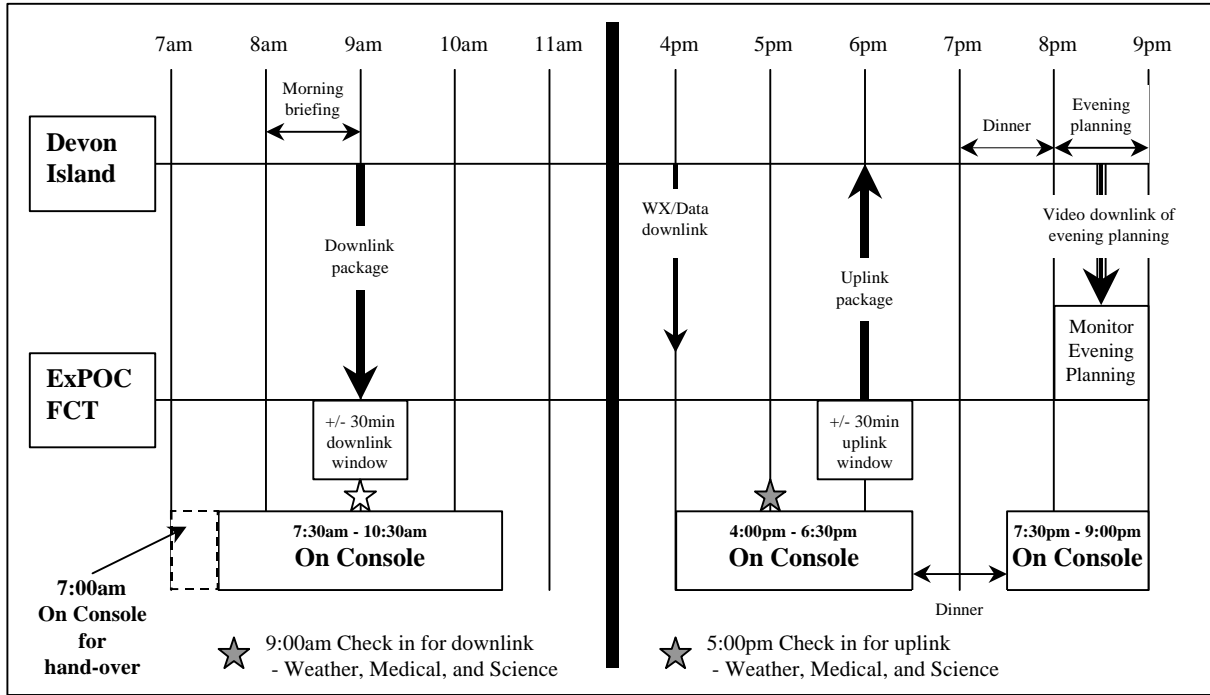 7am 8am 9am 10am 11am 4pm 5pm 6pm 7pm 8pm 9pm
Morning
briefing
Dinner
Evening
planning
Devon
Island
Downlink
package
WX/Data
downlink
Uplink
package
Video downlink of
evening planning
Monitor
Evening
Planning
ExPOC
FCT
+/- 30min
downlink
window
+/- 30min
uplink
window
7:30am - 10:30am
On Console
4:00pm - 6:30pm
On Console
7:30pm - 9:00pm
On Console
Dinner
7:00am
On Console
for
hand-over
9:00am Check in for downlink
- Weather, Medical, and Science
5:00pm Check in for uplink
- Weather, Medical, and Science